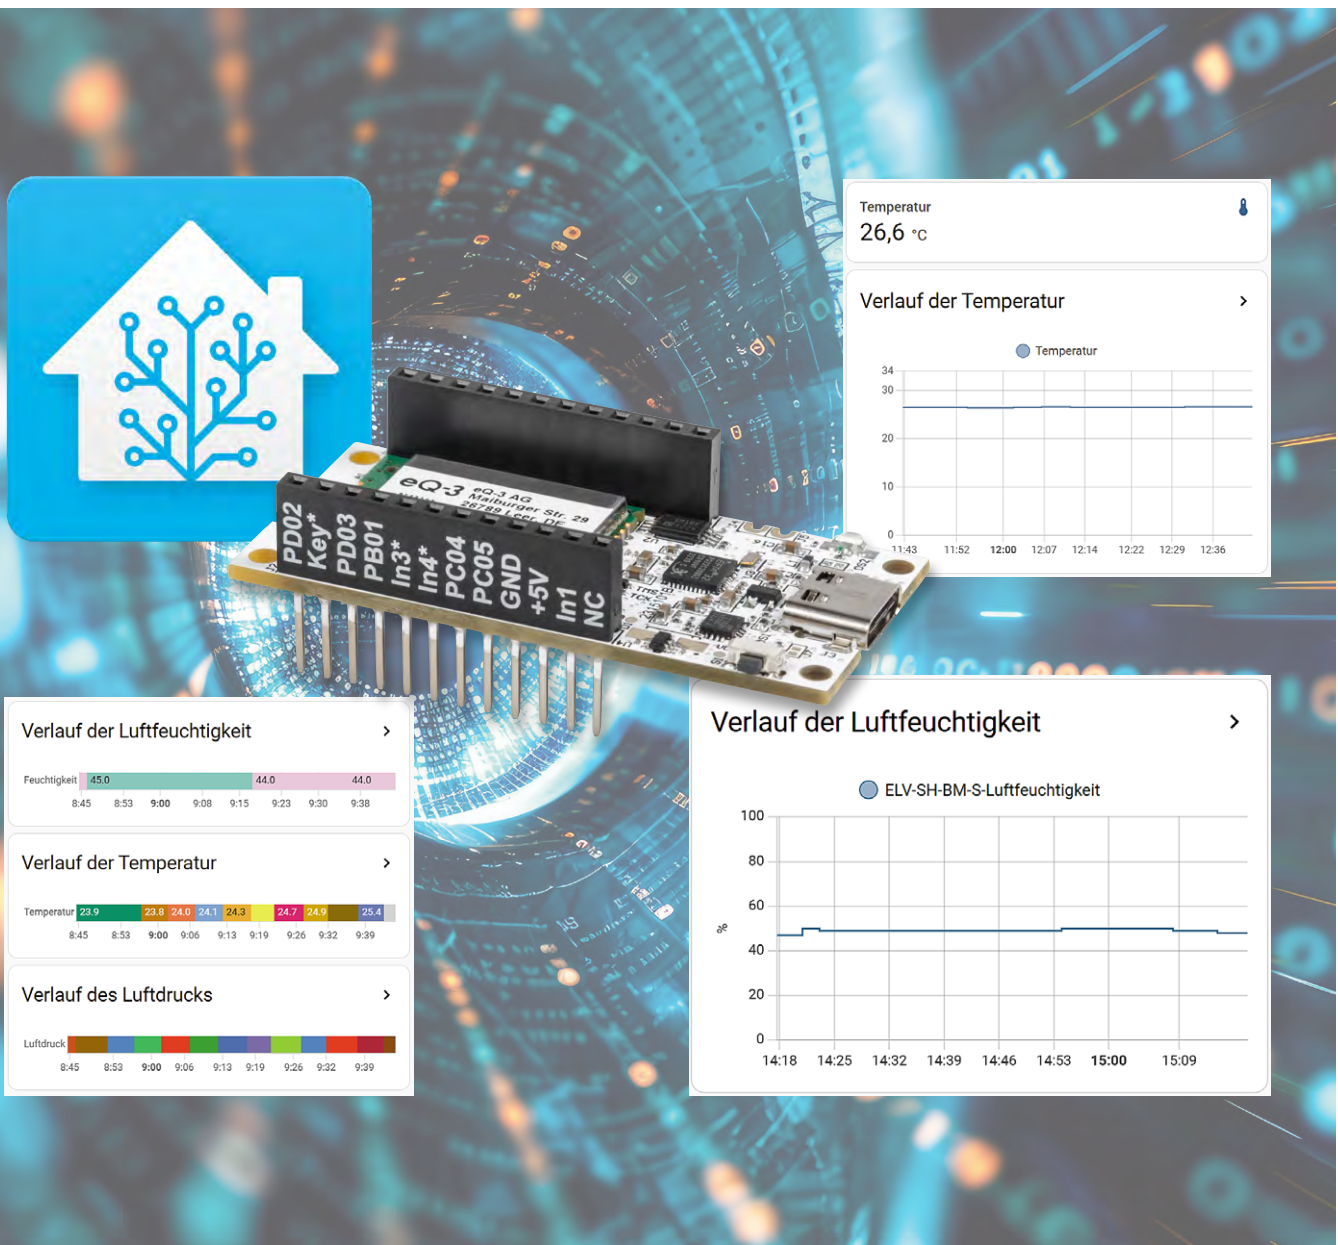 Temperatur
26,6 °C
Verlauf der Temperatur
Temperatur
34
30
20
10
0
11:43 11:52 12:00 12:07 12:14 12:22 12:29 12:36
eQ-3 eQ-3 AG
Maiburger Str. 29
26789 Leer, DE
PD02
Key*
PD03
PB01
In3*
In4*
PC04
PC05
GND
+5V
In1
NC
Verlauf der Luftfeuchtigkeit
Feuchtigkeit 45.0 44.0 44.0
8:45 8:53 9:00 9:08 9:15 9:23 9:30 9:38
Verlauf der Temperatur
Temperatur 23.9 23.8 24.0 24.1 24.3 24.7 24.9 25.4
8:45 8:53 9:00 9:06 9:13 9:19 9:26 9:32 9:39
Verlauf des Luftdrucks
Luftdruck
8:45 8:53 9:00 9:06 9:13 9:19 9:26 9:32 9:39
Verlauf der Luftfeuchtigkeit
ELV-SH-BM-S-Luftfeuchtigkeit
100
80
60
%
40
20
0
14:18 14:25 14:32 14:39 14:46 14:53 15:00 15:09